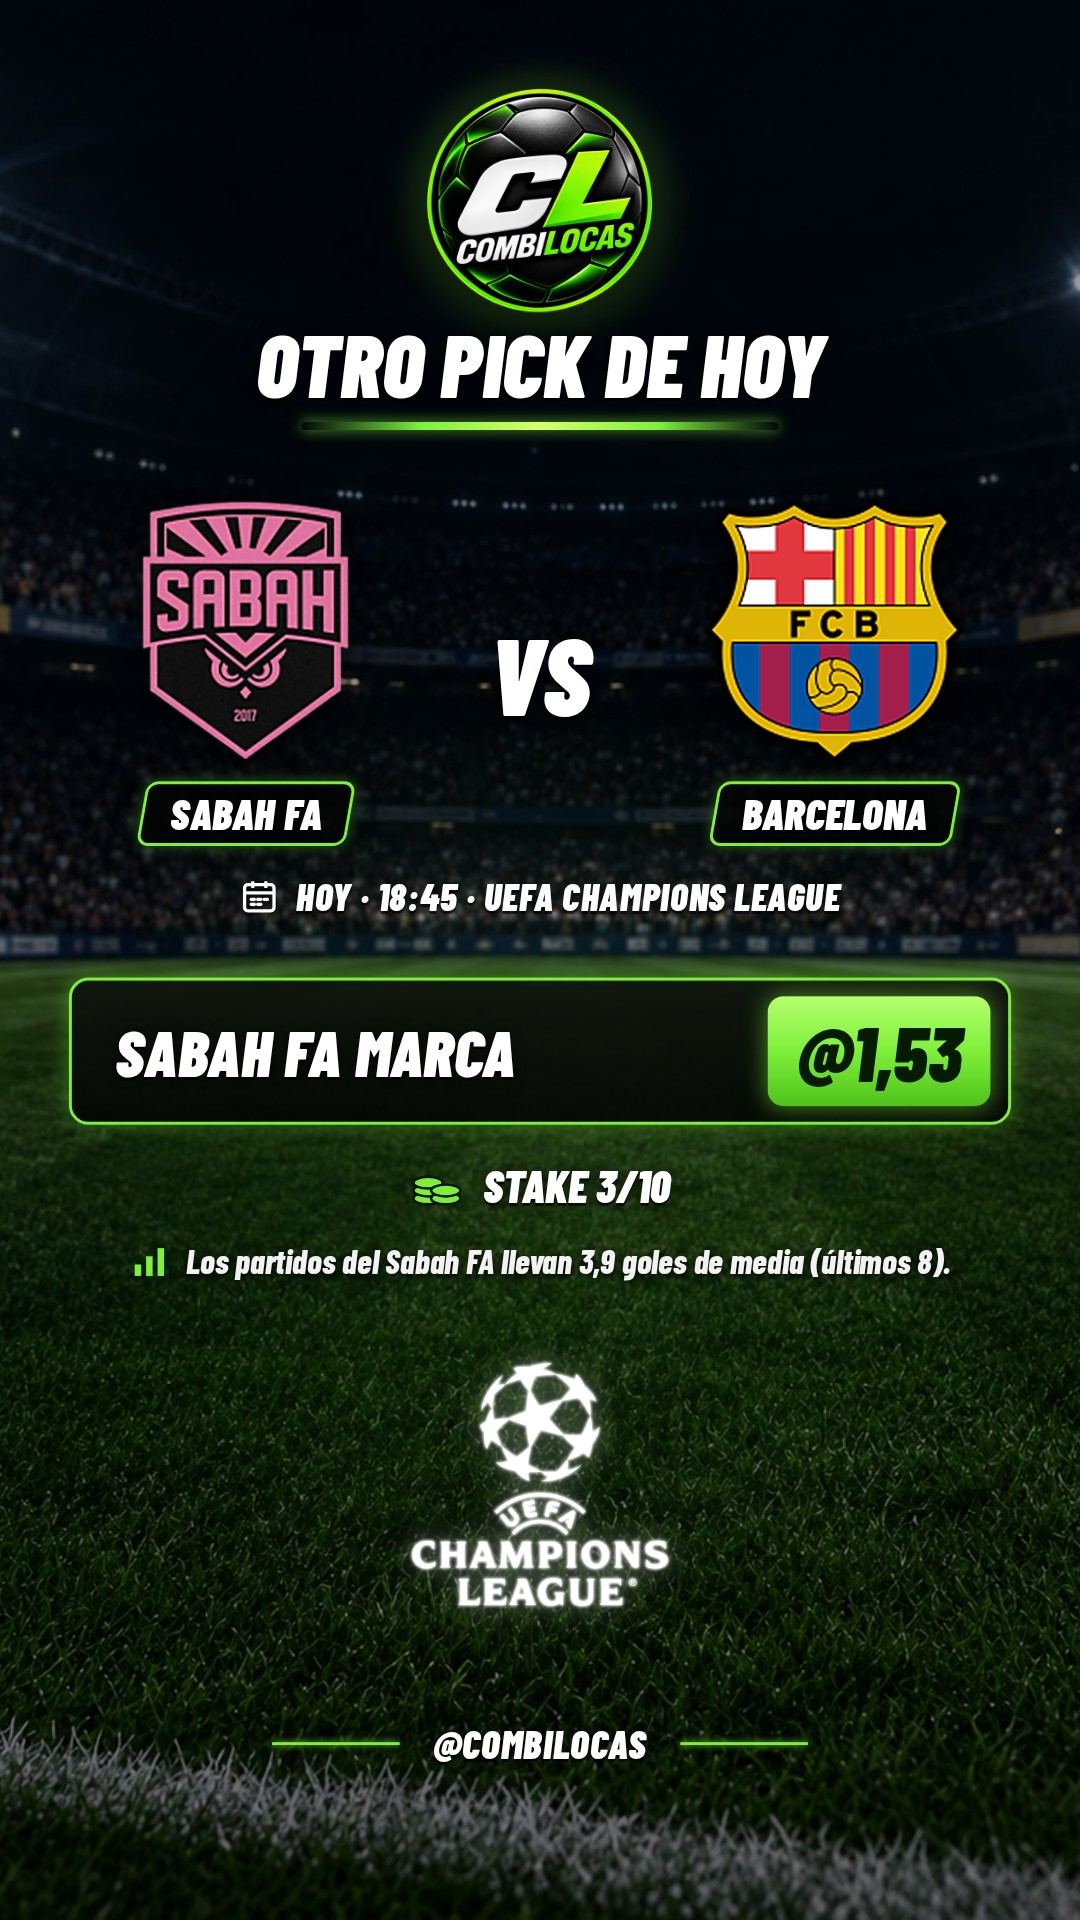 CL
COMBILOCAS
OTRO PICK DE HOY
SABAH
2017
FCB
VS
SABAH FA
BARCELONA
HOY · 18:45 · UEFA CHAMPIONS LEAGUE
SABAH FA MARCA
@1,53
STAKE 3/10
Los partidos del Sabah FA llevan 3,9 goles de media (últimos 8).
UEFA
CHAMPIONS
LEAGUE®
@COMBILOCAS